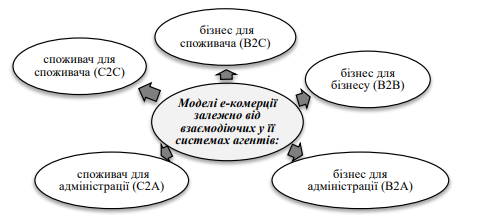 бізнес для
споживача (B2C)
споживач для
споживача (C2C)
бізнес для
бізнесу (B2B)
Моделі е-комерції
залежно від
взаємодіючих у її
системах агентів:
споживач для
адміністрації (C2A)
бізнес для
адміністрації (B2A)